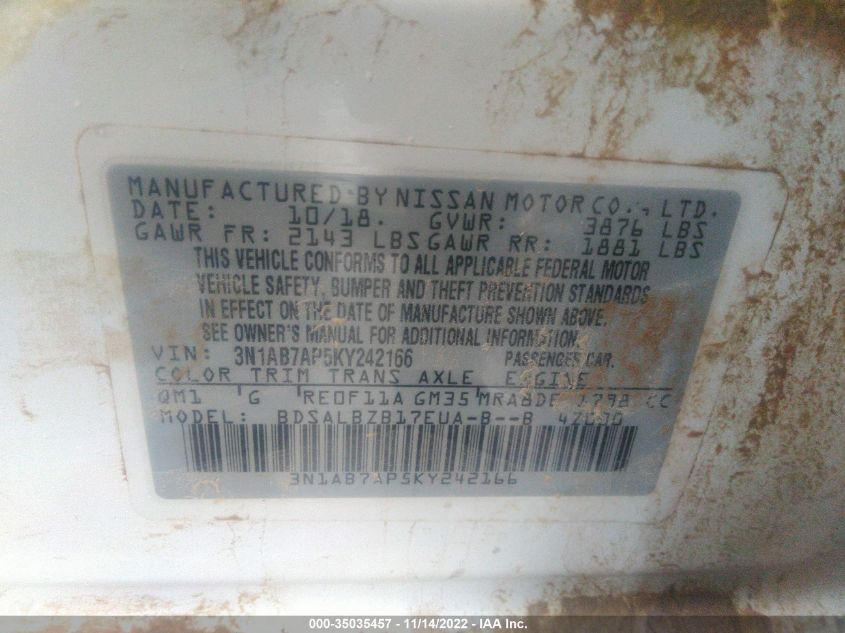 MANUFACTURED BY NISSAN MOTOR CO., LTD.
DATE: 10/18. GVWR: 3876 LBS
GAWR FR: 2143 LBS GAWR RR: 1881 LBS
THIS VEHICLE CONFORMS TO ALL APPLICABLE FEDERAL MOTOR
VEHICLE SAFETY, BUMPER AND THEFT PREVENTION STANDARDS
IN EFFECT ON THE DATE OF MANUFACTURE SHOWN ABOVE.
SEE OWNER'S MANUAL FOR ADDITIONAL INFORMATION.
VIN: 3N1AB7AP5KY242166 PASSENGER CAR.
COLOR TRIM TRANS AXLE ENGINE
QM1 G RE0F11A GM35 MRA8DE 1798 CC
MODEL: BDSALBZB17EUA-B--B
3N1AB7AP5KY242166
000-35035457 - 11/14/2022 - IAA Inc.